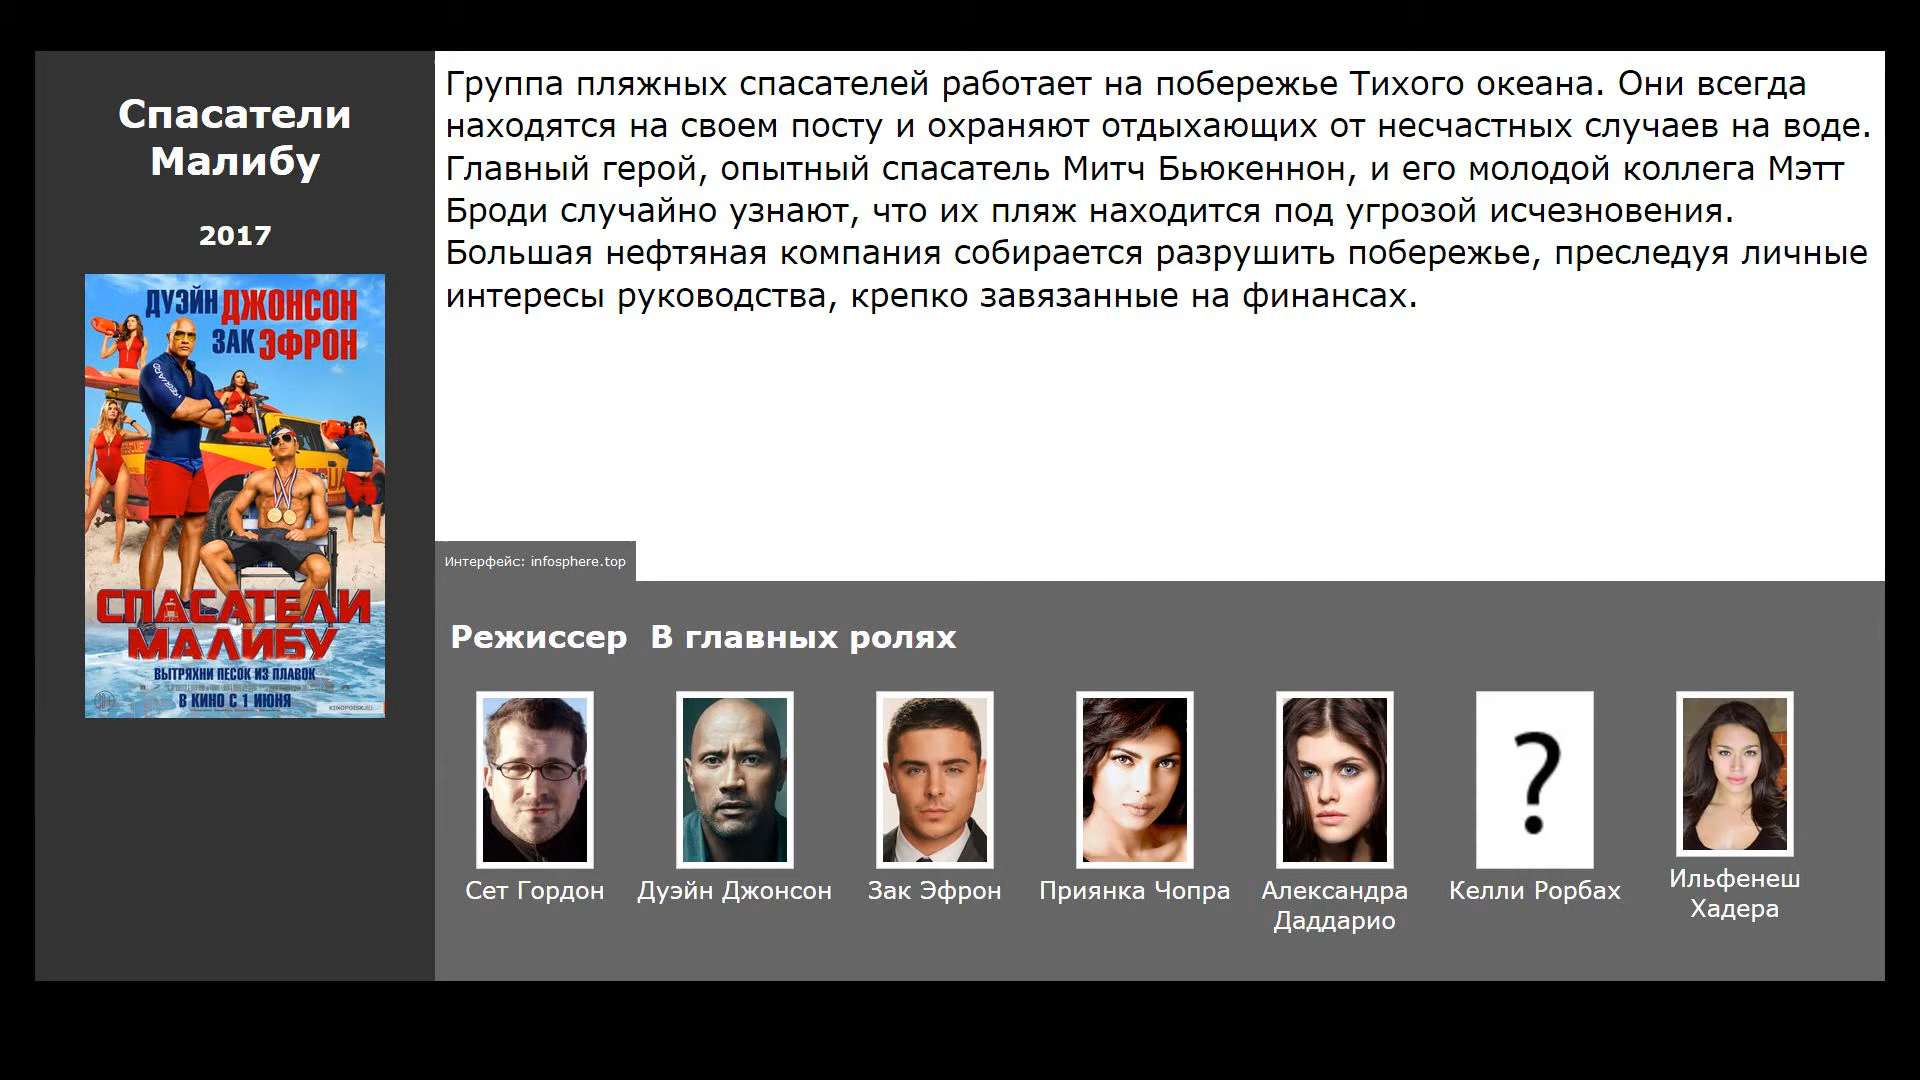 Спасатели
Малибу
2017
ДУЭЙН ДЖОНСОН
ЗАК ЭФРОН
СПАСАТЕЛИ
МАЛИБУ
ВЫТРЯХНИ ПЕСОК ИЗ ПЛАВОК
В КИНО С 1 ИЮНЯ
KINOPOISK.RU
Группа пляжных спасателей работает на побережье Тихого океана. Они всегда
находятся на своем посту и охраняют отдыхающих от несчастных случаев на воде.
Главный герой, опытный спасатель Митч Бьюкеннон, и его молодой коллега Мэтт
Броди случайно узнают, что их пляж находится под угрозой исчезновения.
Большая нефтяная компания собирается разрушить побережье, преследуя личные
интересы руководства, крепко завязанные на финансах.
Интерфейс: infosphere.top
Режиссер В главных ролях
?
Сет Гордон
Дуэйн Джонсон
Зак Эфрон
Приянка Чопра
Александра
Даддарио
Келли Рорбах
Ильфенеш
Хадера